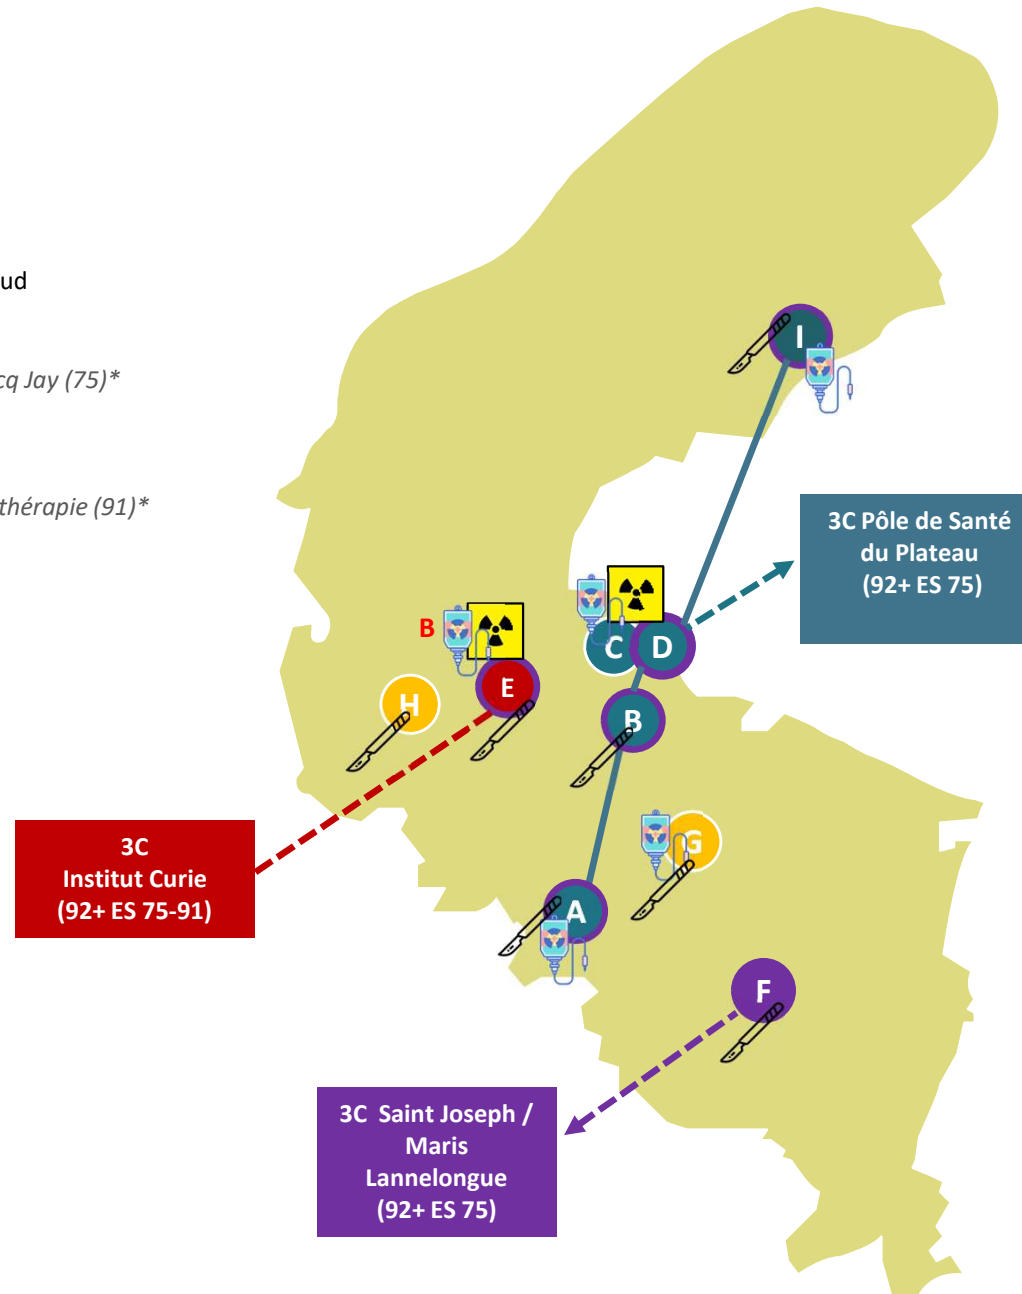 ud
cq Jay (75)*
thérapie (91)*
I
3C Pôle de Santé
du Plateau
(92+ ES 75)
B
C
D
E
H
B
G
3C
Institut Curie
(92+ ES 75-91)
A
F
3C Saint Joseph /
Maris
Lannelongue
(92+ ES 75)